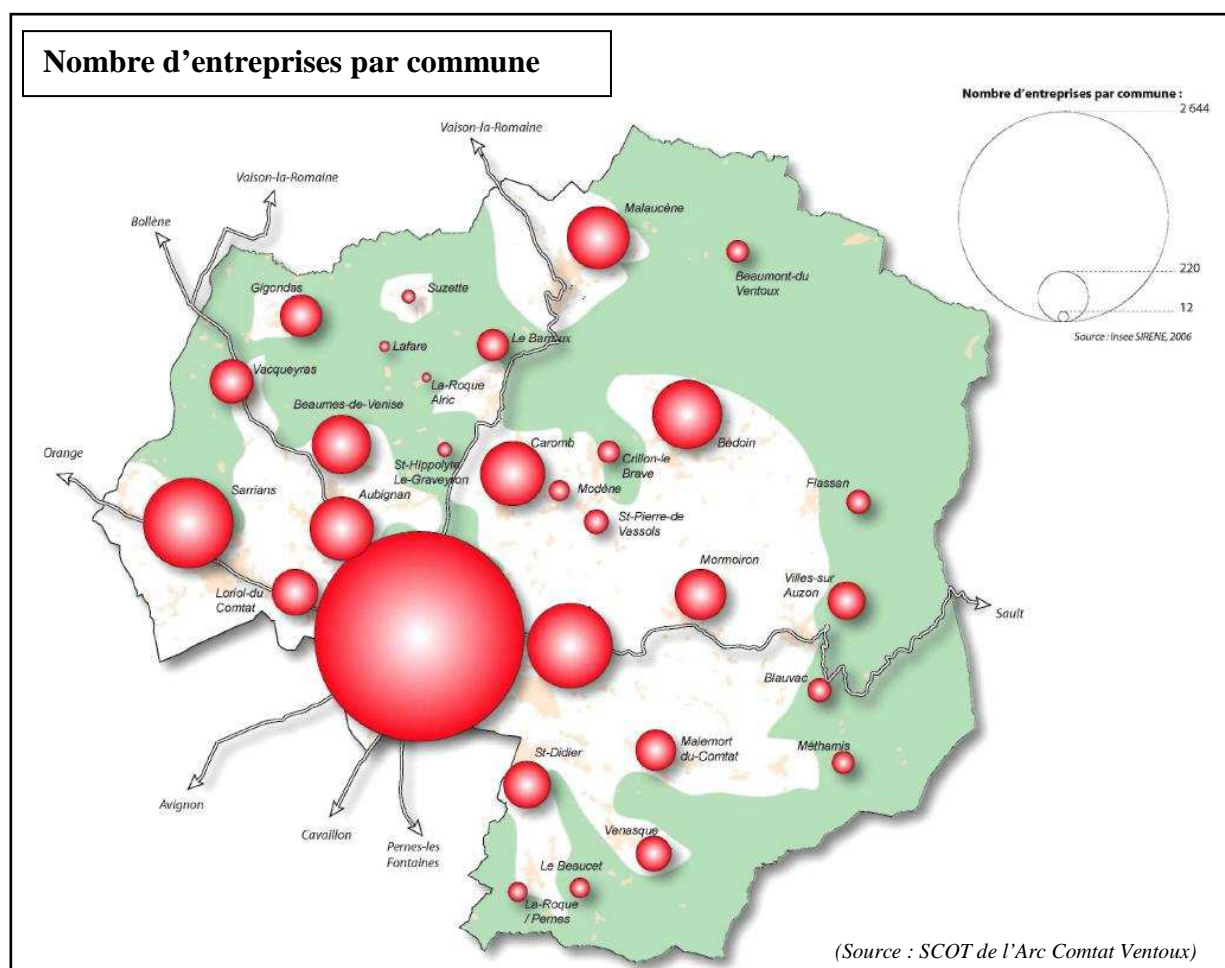 Nombre d'entreprises par commune
Nombre d'entreprises par commune :
2 644
220
12
Source : Insee SIRENE, 2006
Vaison-la-Romaine
Vaison-la-Romaine
Bollène
Malaucène
Beaumont-du
Ventoux
Gigondas
Suzette
Lafare
Le Barroux
Vacqueyras
La-Roque
Alric
Beaumes-de-Venise
Orange
St-Hippolyte
Le-Graveyron
Caromb
Crillon-le
Brave
Bédoin
Sarrians
Aubignan
Modène
Flassan
St-Pierre-de
Vassols
Mormoiron
Loriol-du
Comtat
Villes-sur
Auzon
Sault
Blauvac
St-Didier
Malemort
du-Comtat
Méthamis
Avignon
Cavaillon
Pernes-les
Fontaines
Venasque
Le Beaucet
La-Roque
/ Pernes
(Source : SCOT de l'Arc Comtat Ventoux)